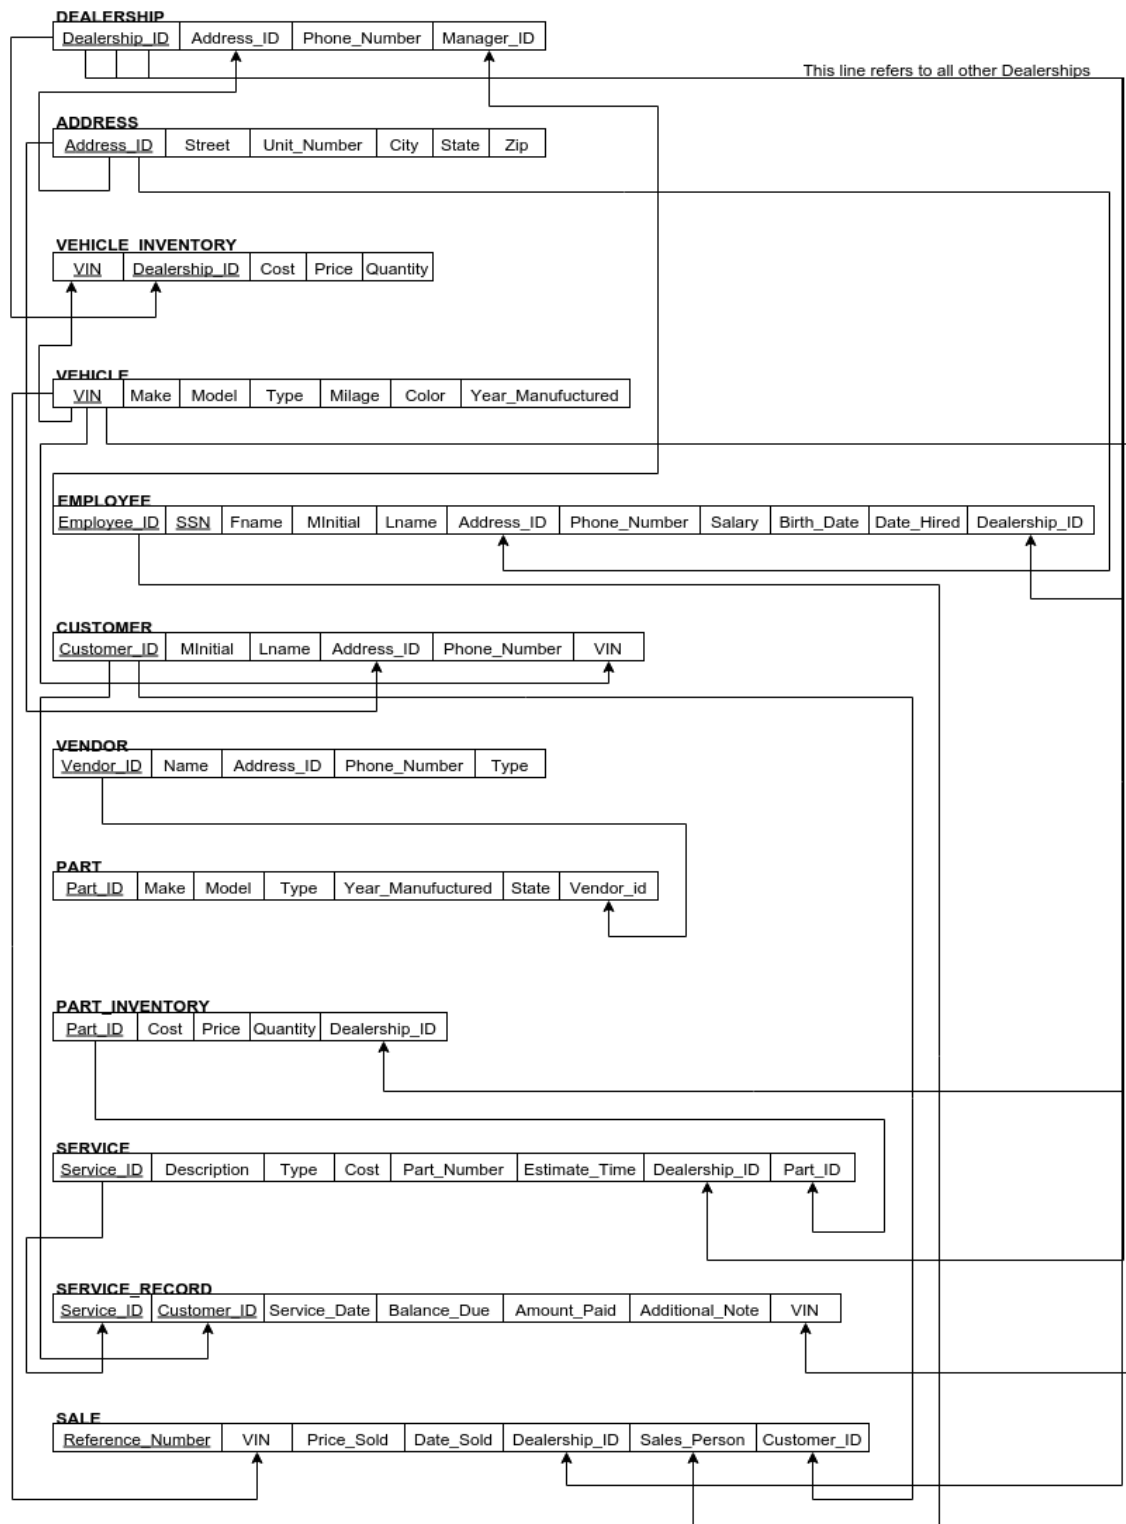 DEALERSHIP
Dealership_ID Address_ID Phone_Number Manager_ID
This line refers to all other Dealerships
ADDRESS
Address_ID Street Unit_Number City State Zip
VEHICLE_INVENTORY
VIN Dealership_ID Cost Price Quantity
VEHICLE
VIN Make Model Type Milage Color Year_Manufuctured
EMPLOYEE
Employee_ID SSN Fname MInitial Lname Address_ID Phone_Number Salary Birth_Date Date_Hired Dealership_ID
CUSTOMER
Customer_ID MInitial Lname Address_ID Phone_Number VIN
VENDOR
Vendor_ID Name Address_ID Phone_Number Type
PART
Part_ID Make Model Type Year_Manufuctured State Vendor_id
PART_INVENTORY
Part_ID Cost Price Quantity Dealership_ID
SERVICE
Service_ID Description Type Cost Part_Number Estimate_Time Dealership_ID Part_ID
SERVICE_RECORD
Service_ID Customer_ID Service_Date Balance_Due Amount_Paid Additional_Note VIN
SALE
Reference_Number VIN Price_Sold Date_Sold Dealership_ID Sales_Person Customer_ID